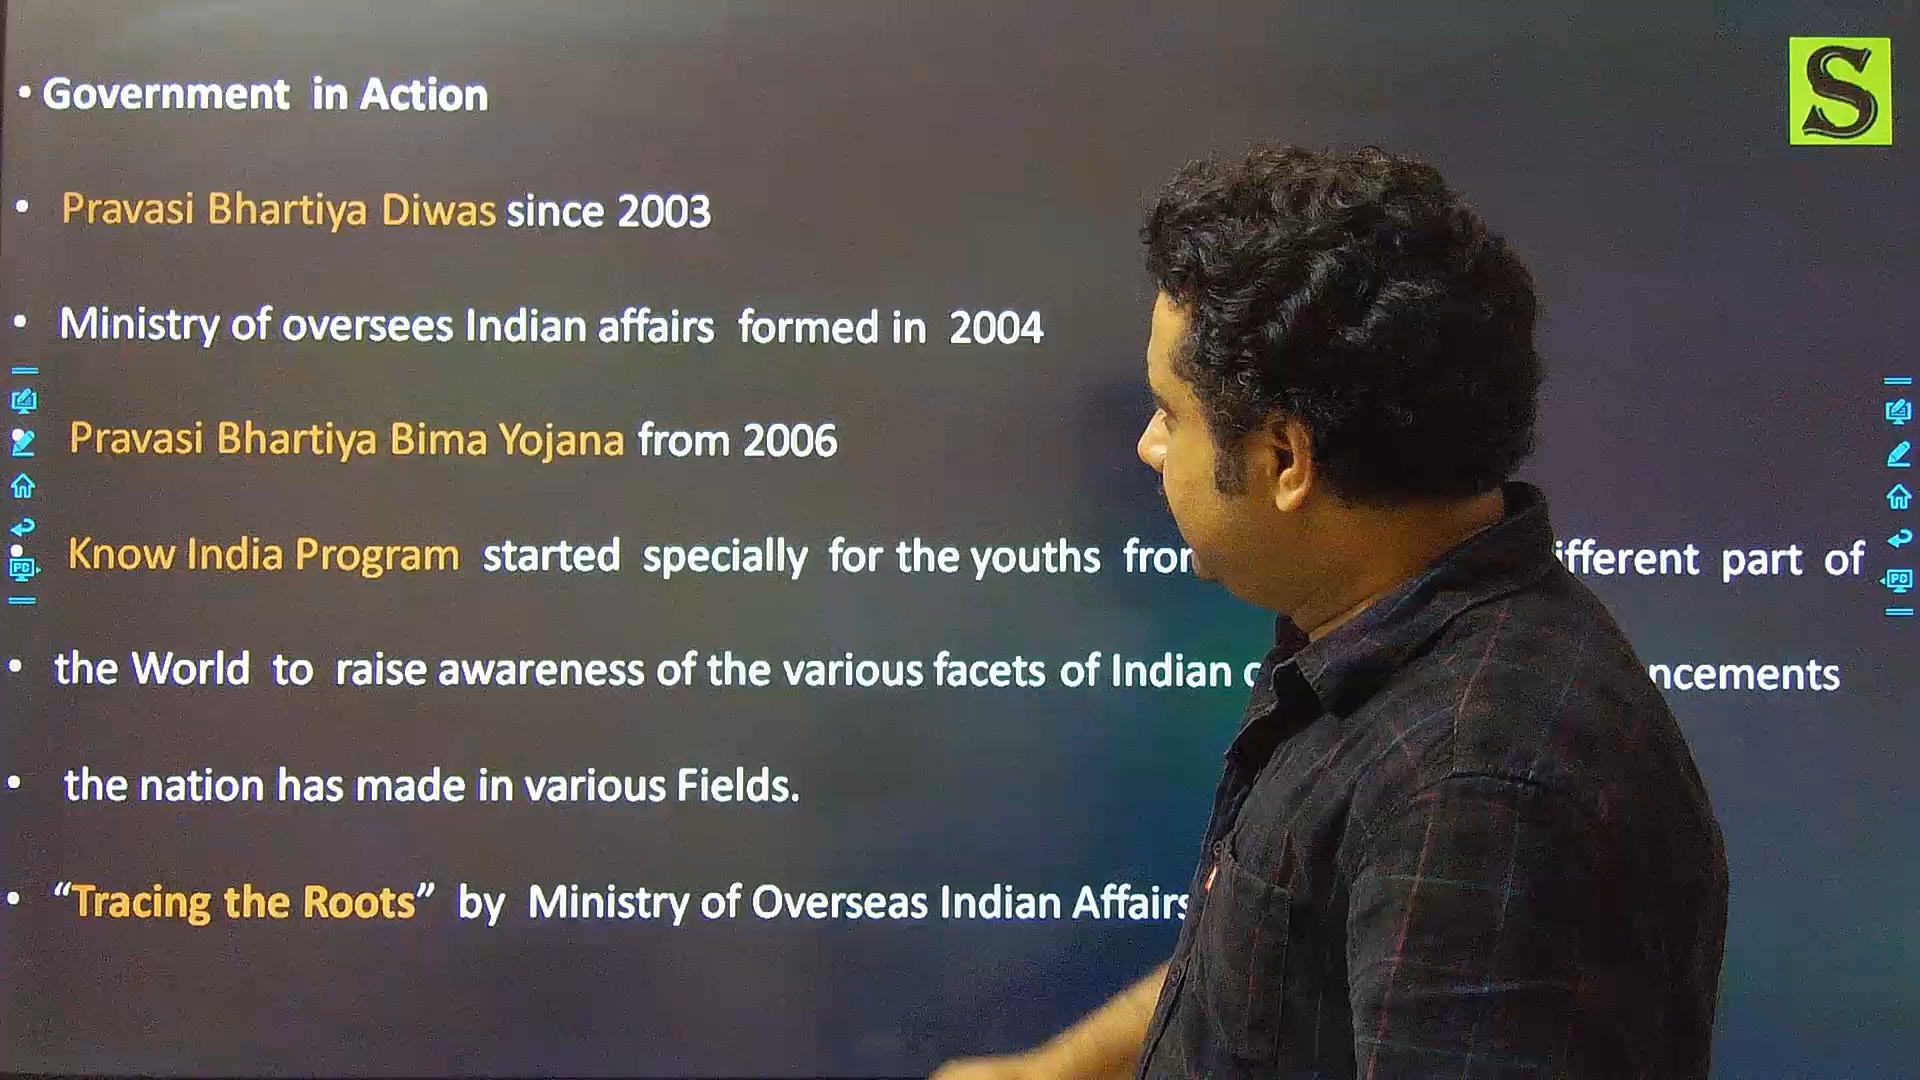 S
• Government in Action
• Pravasi Bhartiya Diwas since 2003
• Ministry of oversees Indian affairs formed in 2004
Pravasi Bhartiya Bima Yojana from 2006
Know India Program started specially for the youths part of
• the World to raise awareness of the various facets of Indian
• the nation has made in various Fields.
• “Tracing the Roots” by Ministry of Overseas Indian Affairs